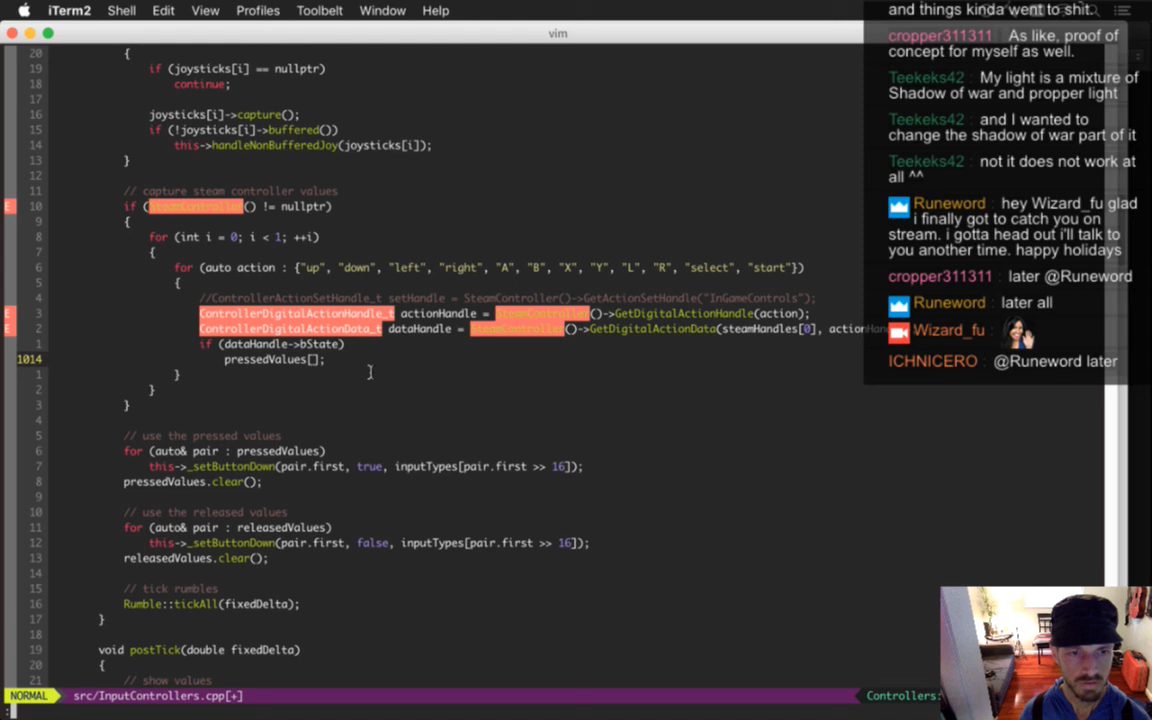 iTerm2 Shell Edit View Profiles Toolbelt Window Help
vim
20 {
19 if (joysticks[i] == nullptr)
18 continue;
17
16 joysticks[i]->capture();
15 if (!joysticks[i]->buffered())
14 this->handleNonBufferedJoy(joysticks[i]);
13 }
12
11 // capture steam controller values
E 10 if (SteamController() != nullptr)
9 {
8 for (int i = 0; i < 1; ++i)
7 {
6 for (auto action : {"up", "down", "left", "right", "A", "B", "X", "Y", "L", "R", "select", "start"})
5 {
4 //ControllerActionSetHandle_t setHandle = SteamController()->GetActionSetHandle("InGameControls");
E 3 ControllerDigitalActionHandle_t actionHandle = SteamController()->GetDigitalActionHandle(action);
E 2 ControllerDigitalActionData_t dataHandle = SteamController()->GetDigitalActionData(steamHandles[0], actionHan
1 if (dataHandle->bState)
1014 pressedValues[];
1 }
2 }
3 }
4
5 // use the pressed values
6 for (auto& pair : pressedValues)
7 this->_setButtonDown(pair.first, true, inputTypes[pair.first >> 16]);
8 pressedValues.clear();
9
10 // use the released values
11 for (auto& pair : releasedValues)
12 this->_setButtonDown(pair.first, false, inputTypes[pair.first >> 16]);
13 releasedValues.clear();
14
15 // tick rumbles
16 Rumble::tickAll(fixedDelta);
17 }
18
19 void postTick(double fixedDelta)
20 {
21 // show values
NORMAL src/InputControllers.cpp[+] Controllers:
:
and things kinda went to shit.
cropper311311 As like, proof of
concept for myself as well.
Teekeks42 : My light is a mixture of
Shadow of war and propper light
Teekeks42 : and I wanted to
change the shadow of war part of it
Teekeks42 : not it does not work at
all ^^
Runeword : hey Wizard_fu glad
i finally got to catch you on
stream. i gotta head out i'll talk to
you another time. happy holidays
cropper311311 : later @Runeword
Runeword : later all
Wizard_fu :
ICHNICERO : @Runeword later